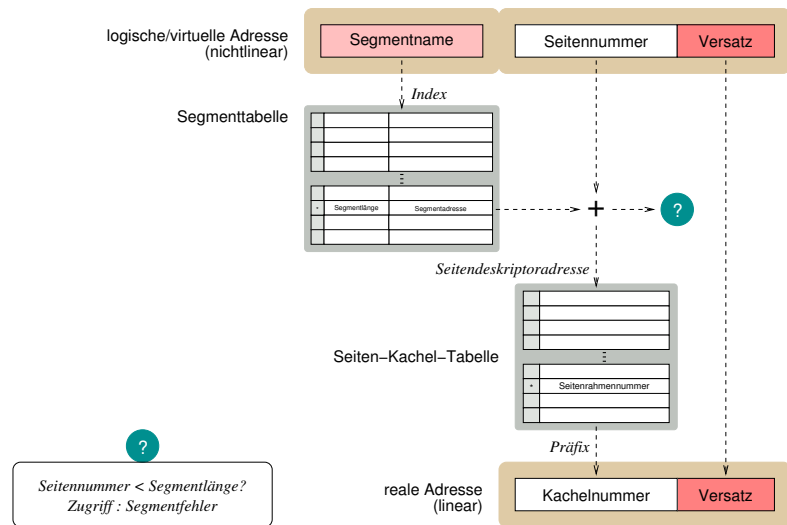 logische/virtuelle Adresse
(nichtlinear)
Segmentname
Seitennummer
Versatz
Index
Segmenttabelle
Segmentlänge
Segmentadresse
+
?
Seitendeskriptoradresse
Seiten−Kachel−Tabelle
Seitenrahmennummer
?
Präfix
Seitennummer < Segmentlänge?
Zugriff : Segmentfehler
reale Adresse
(linear)
Kachelnummer
Versatz